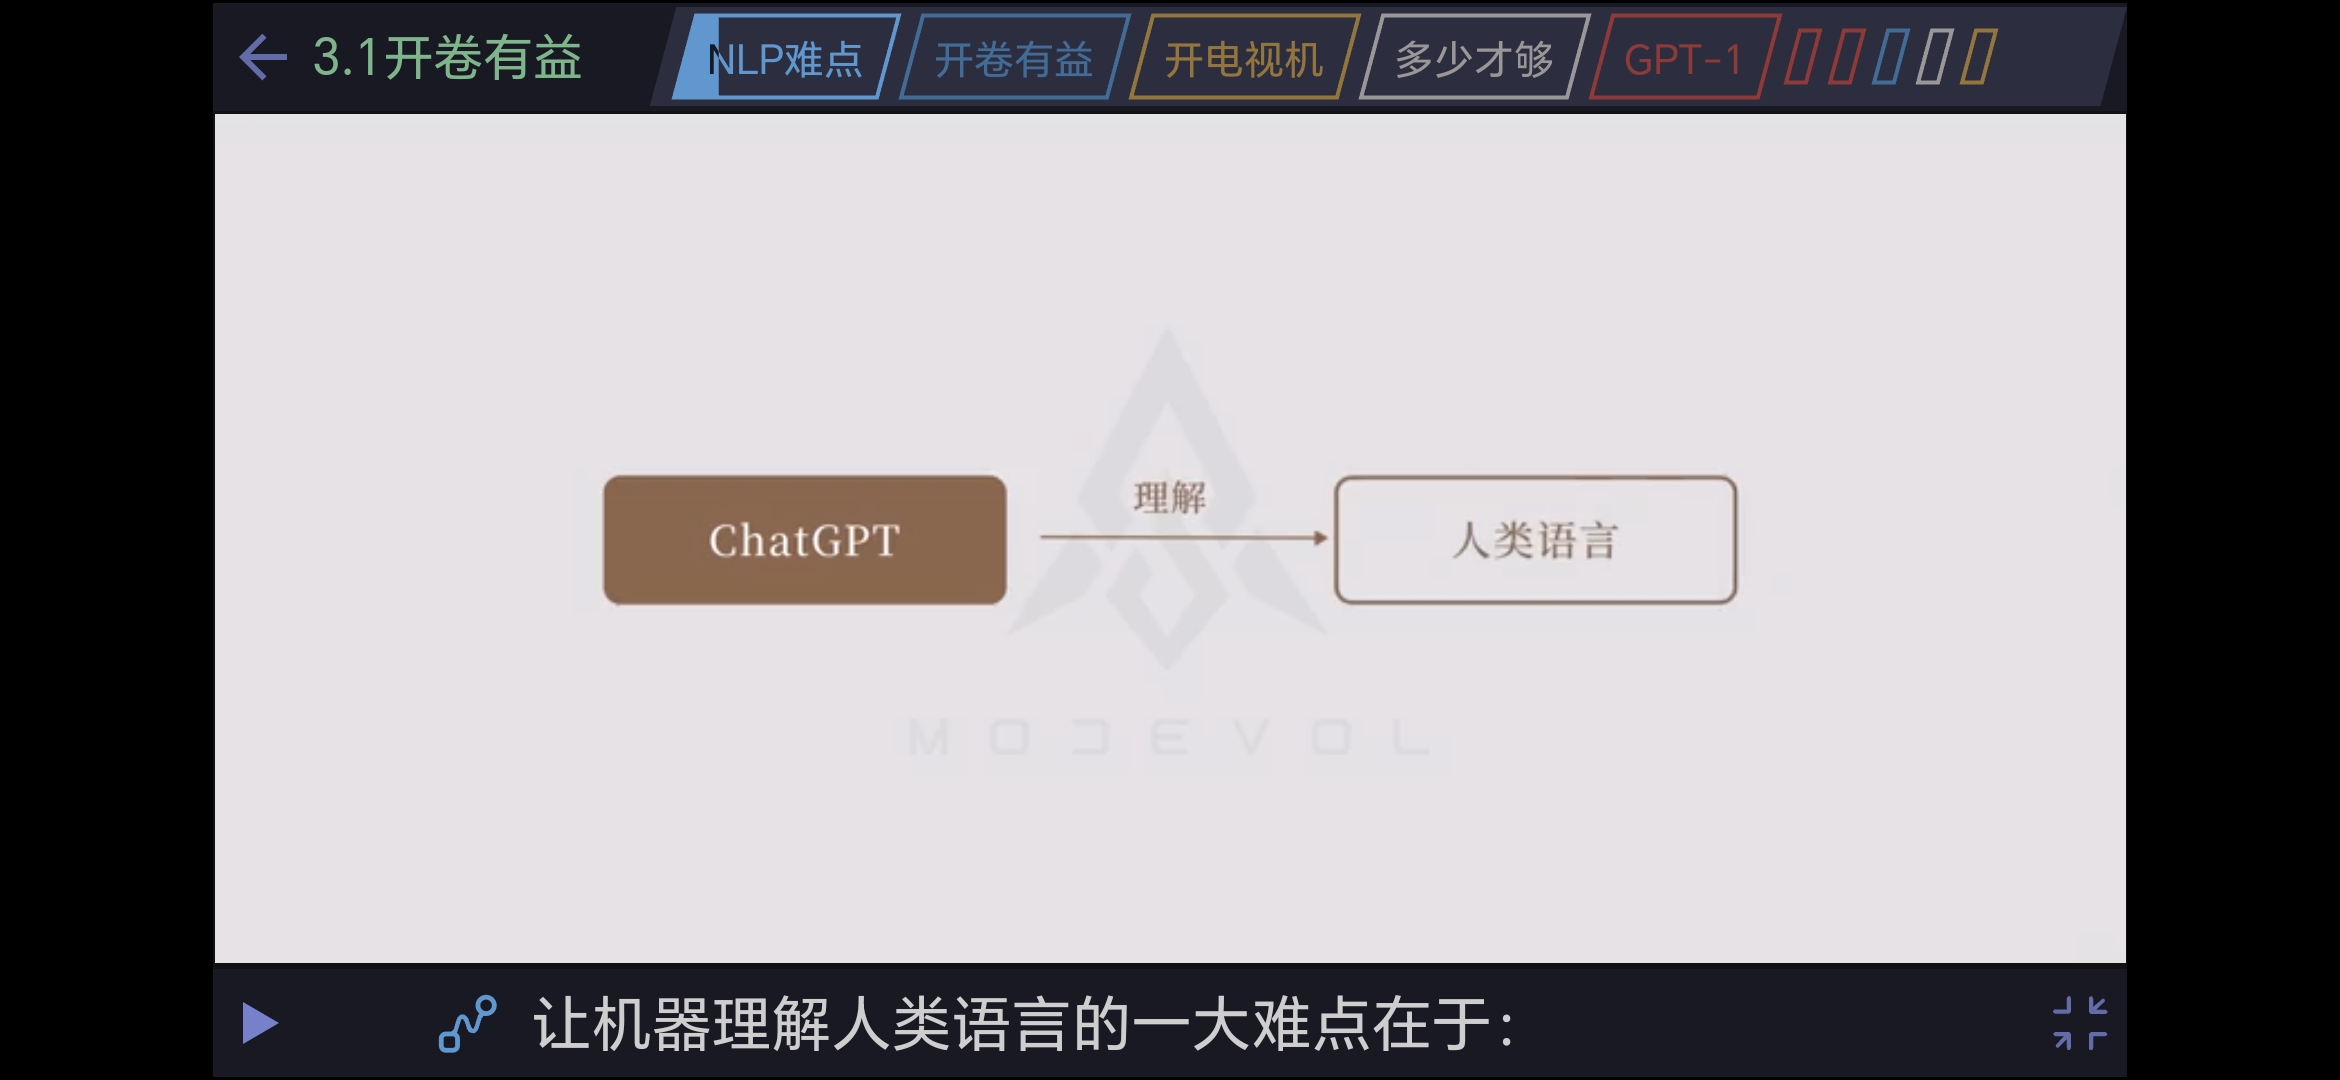 3.1开卷有益
NLP难点
开卷有益
开电视机
多少才够
GPT-1
理解
ChatGPT
人类语言
MODEVOL
让机器理解人类语言的一大难点在于：